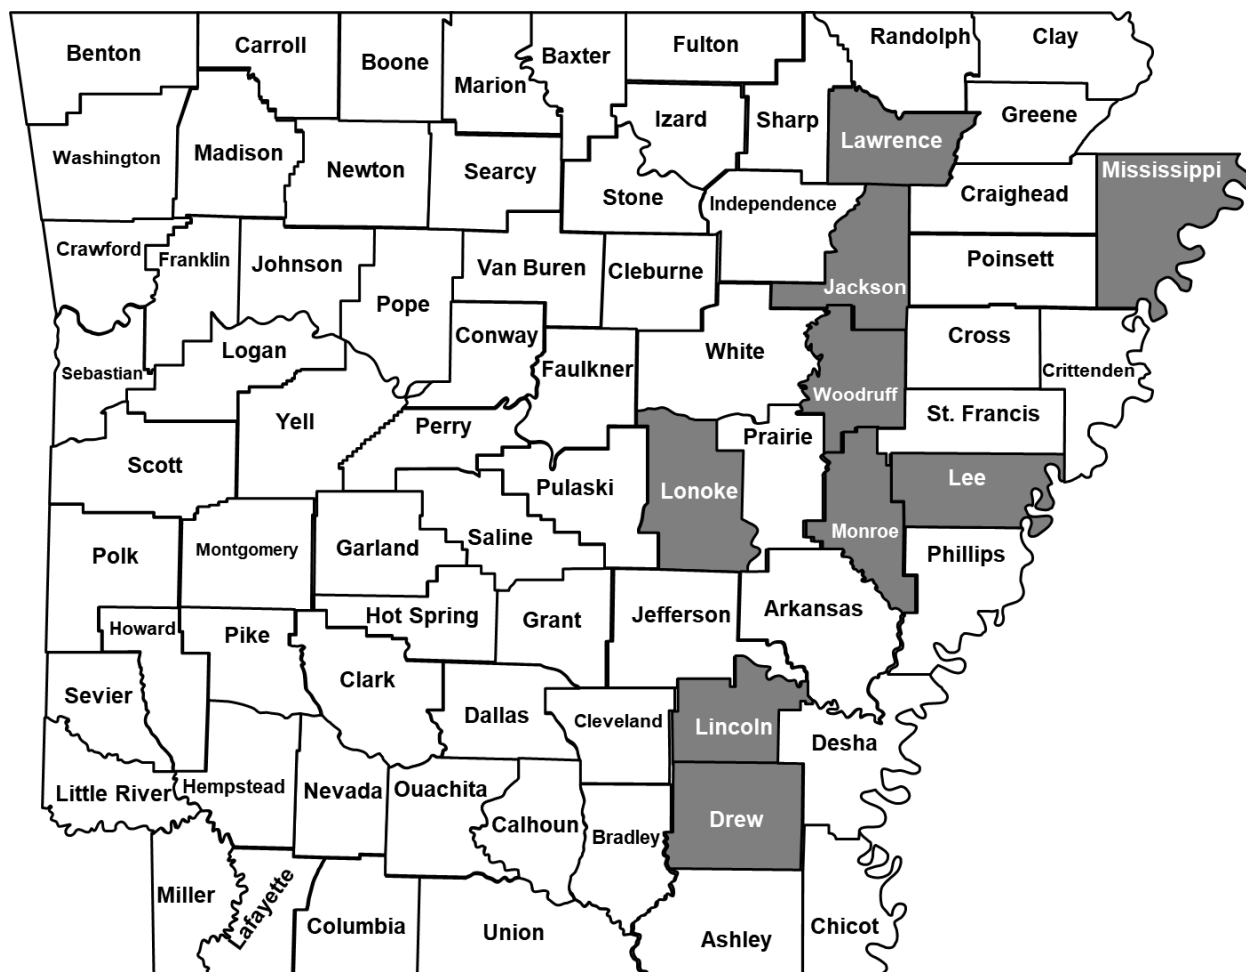 Benton
Carroll
Boone
Marion
Baxter
Fulton
Randolph
Clay
Washington
Madison
Newton
Searcy
Stone
Izard
Sharp
Lawrence
Greene
Mississippi
Crawford
Franklin
Johnson
Pope
Van Buren
Cleburne
Independence
Jackson
Craighead
Poinsett
Sebastian
Logan
Conway
Faulkner
White
Woodruff
Cross
Crittenden
Scott
Yell
Perry
Pulaski
Lonoke
Prairie
St. Francis
Lee
Monroe
Phillips
Polk
Montgomery
Garland
Saline
Hot Spring
Grant
Jefferson
Arkansas
Howard
Pike
Clark
Dallas
Cleveland
Lincoln
Desha
Sevier
Little River
Hempstead
Nevada
Ouachita
Calhoun
Bradley
Drew
Miller
Lafayette
Columbia
Union
Ashley
Chicot